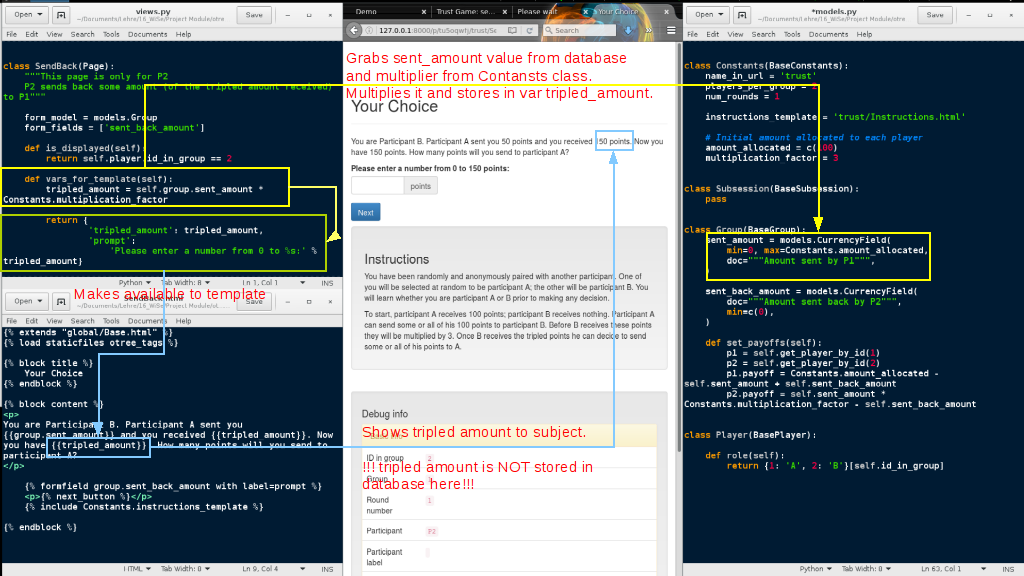 views.py
~/Documents/Lehre/16_WiSe/Project Module/otre
Open
Save
File Edit View Search Tools Documents Help
class SendBack(Page):
"""This page is only for P2
P2 sends back some amount (of the tripled amount received)
to P1"""
form_model = models.Group
form_fields = ['sent_back_amount']
def is_displayed(self):
return self.player.id_in_group == 2
def vars_for_template(self):
tripled_amount = self.group.sent_amount *
Constants.multiplication_factor
return {
'tripled_amount': tripled_amount,
'prompt':
'Please enter a number from 0 to %s:' %
tripled_amount}
Python Tab Width: 8 Ln 1, Col 1 INS
Makes available to template
Open
SendBack.html
Save
File Edit View Search Tools Documents Help
{% extends "global/Base.html" %}
{% load staticfiles otree_tags %}
{% block title %}
Your Choice
{% endblock %}
{% block content %}
<p>
You are Participant B. Participant A sent you
{{group.sent_amount}} and you received {{tripled_amount}}. Now
you have {{tripled_amount}}. How many points will you send to
participant A?
</p>
{% formfield group.sent_back_amount with label=prompt %}
<p>{% next_button %}</p>
{% include Constants.instructions_template %}
{% endblock %}
HTML Tab Width: 8 Ln 9, Col 4 INS
Demo
Trust Game: se...
Please wait
Your Choice
127.0.0.1:8000/p/tu5oqwfj/trust/Se
Search
Grabs sent_amount value from database
and multiplier from Contansts class.
Multiplies it and stores in var tripled_amount.
Your Choice
You are Participant B. Participant A sent you 50 points and you received 150 points. Now you
have 150 points. How many points will you send to participant A?
Please enter a number from 0 to 150 points:
points
Next
Instructions
You have been randomly and anonymously paired with another participant. One of
you will be selected at random to be participant A; the other will be participant B. You
will learn whether you are participant A or B prior to making any decision.
To start, participant A receives 100 points; participant B receives nothing. Participant A
can send some or all of his 100 points to participant B. Before B receives these points
they will be multiplied by 3. Once B receives the tripled points he can decide to send
some or all of his points to A.
Debug info
Shows tripled amount to subject.
ID in group 2
!!! tripled amount is NOT stored in
Group 1
database here!!!
Round
number 1
Participant P2
Participant
label
*models.py
~/Documents/Lehre/16_WiSe/Project Module/otre
Open
Save
File Edit View Search Tools Documents Help
class Constants(BaseConstants):
name_in_url = 'trust'
players_per_group = 2
num_rounds = 1
instructions_template = 'trust/Instructions.html'
# Initial amount allocated to each player
amount_allocated = c(100)
multiplication_factor = 3
class Subsession(BaseSubsession):
pass
class Group(BaseGroup):
sent_amount = models.CurrencyField(
min=0, max=Constants.amount_allocated,
doc="""Amount sent by P1""",
)
sent_back_amount = models.CurrencyField(
doc="""Amount sent back by P2""",
min=c(0),
)
def set_payoffs(self):
p1 = self.get_player_by_id(1)
p2 = self.get_player_by_id(2)
p1.payoff = Constants.amount_allocated -
self.sent_amount + self.sent_back_amount
p2.payoff = self.sent_amount *
Constants.multiplication_factor - self.sent_back_amount
class Player(BasePlayer):
def role(self):
return {1: 'A', 2: 'B'}[self.id_in_group]
Python Tab Width: 8 Ln 63, Col 1 INS